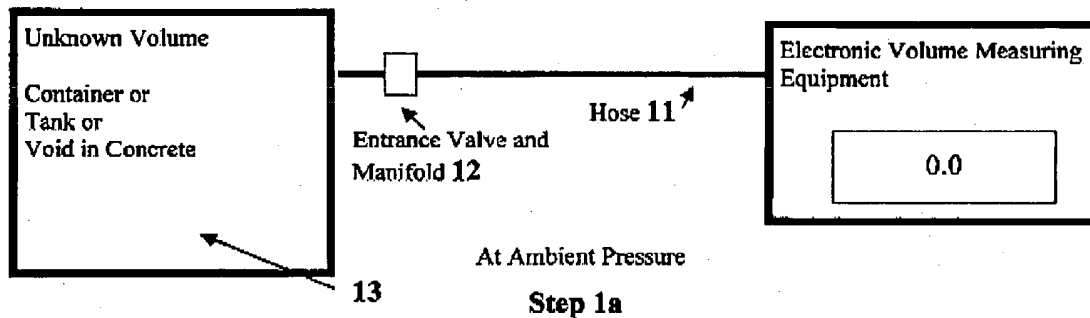 Unknown Volume
Container or
Tank or
Void in Concrete
13
Entrance Valve and
Manifold 12
Hose 11
Electronic Volume Measuring
Equipment
0.0
At Ambient Pressure
Step 1a